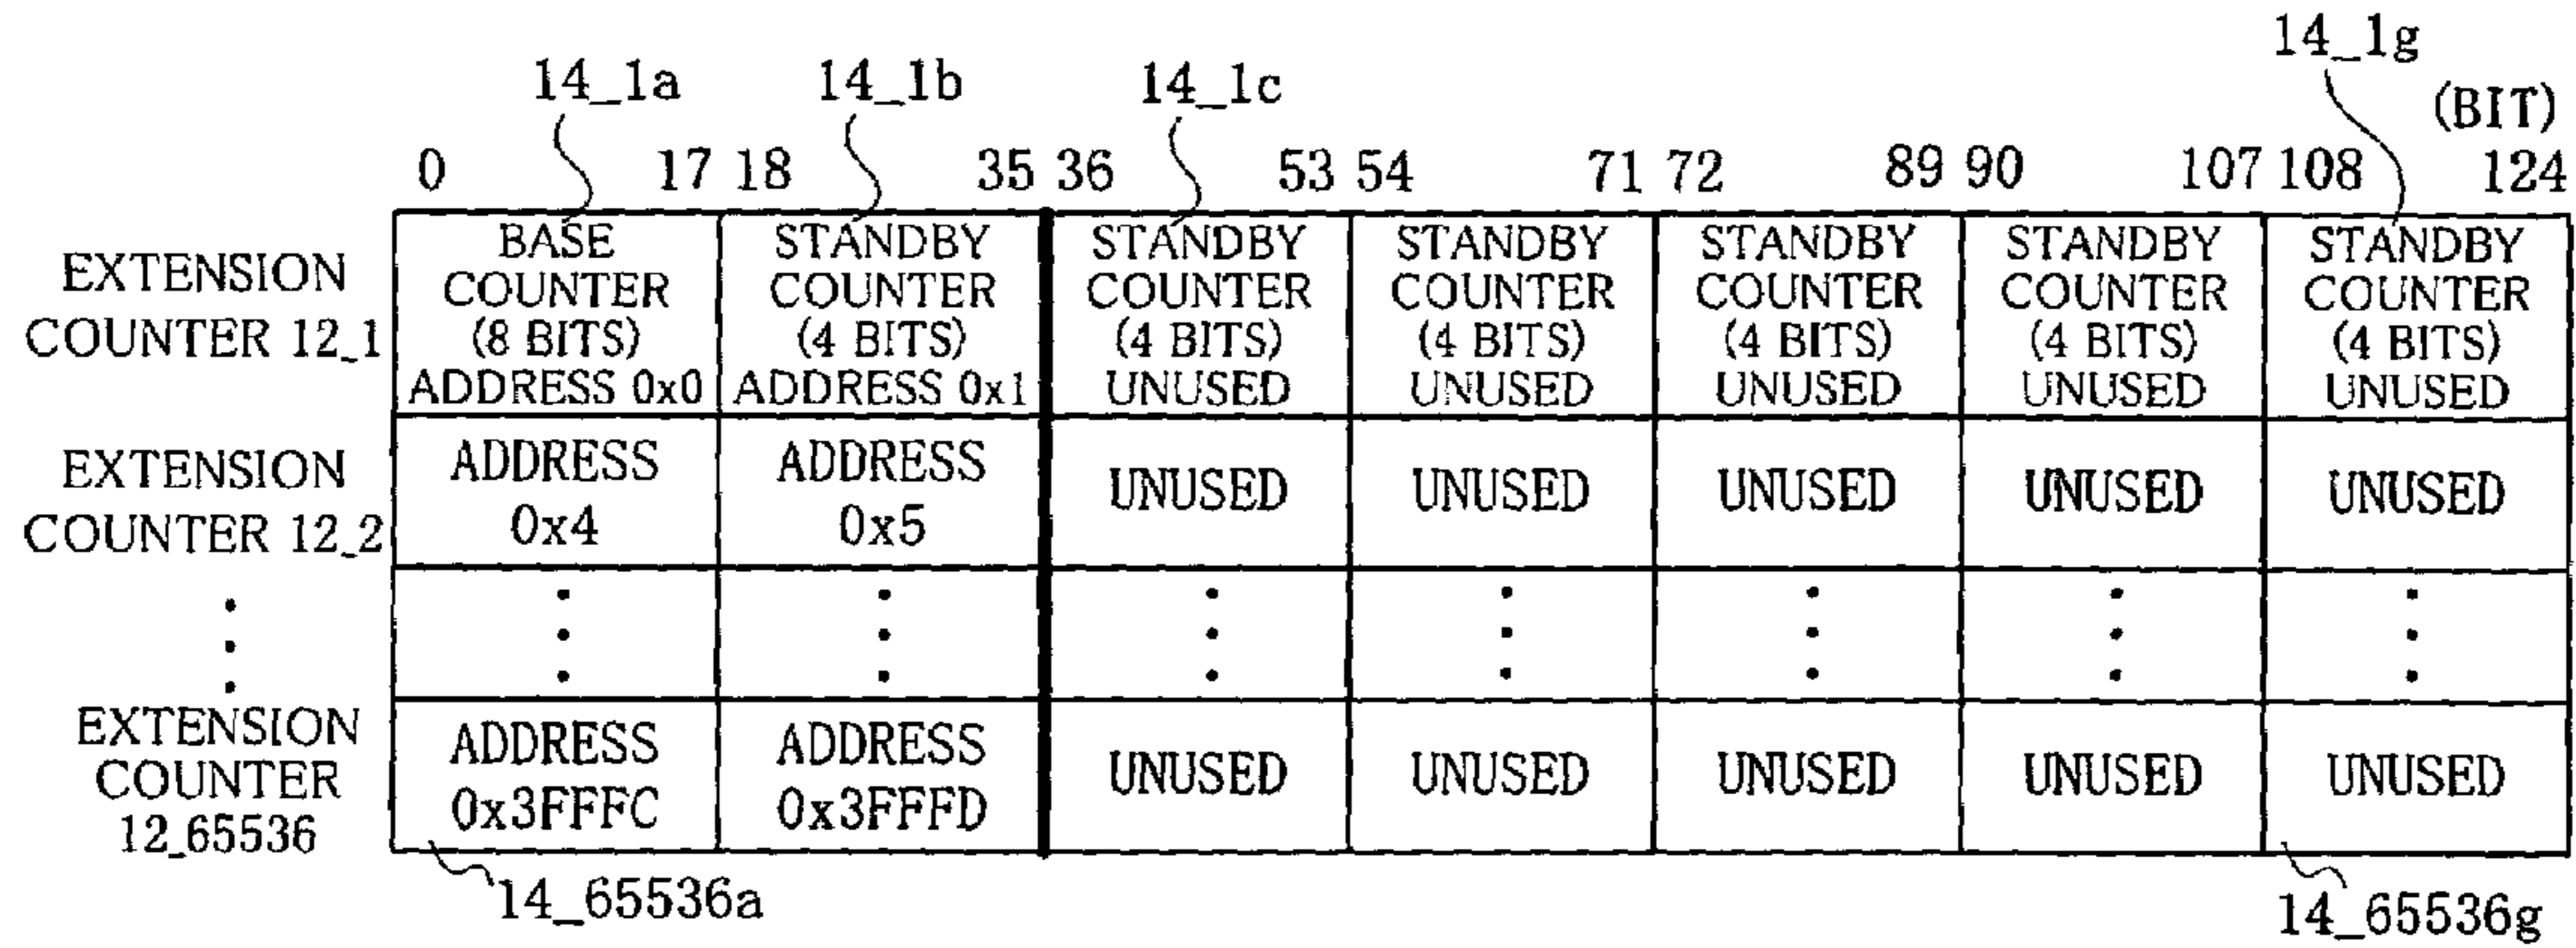 14_1a 14_1b 14_1c 14_1g
(BIT)
0 17 18 35 36 53 54 71 72 89 90 107 108 124
EXTENSION
COUNTER 12_1
BASE
COUNTER
(8 BITS)
ADDRESS 0x0
STANDBY
COUNTER
(4 BITS)
ADDRESS 0x1
STANDBY
COUNTER
(4 BITS)
UNUSED
STANDBY
COUNTER
(4 BITS)
UNUSED
STANDBY
COUNTER
(4 BITS)
UNUSED
STANDBY
COUNTER
(4 BITS)
UNUSED
STANDBY
COUNTER
(4 BITS)
UNUSED
EXTENSION
COUNTER 12_2
ADDRESS
0x4
ADDRESS
0x5
UNUSED
UNUSED
UNUSED
UNUSED
UNUSED
EXTENSION
COUNTER
12_65536
ADDRESS
0x3FFFC
ADDRESS
0x3FFFD
UNUSED
UNUSED
UNUSED
UNUSED
UNUSED
14_65536a
14_65536g